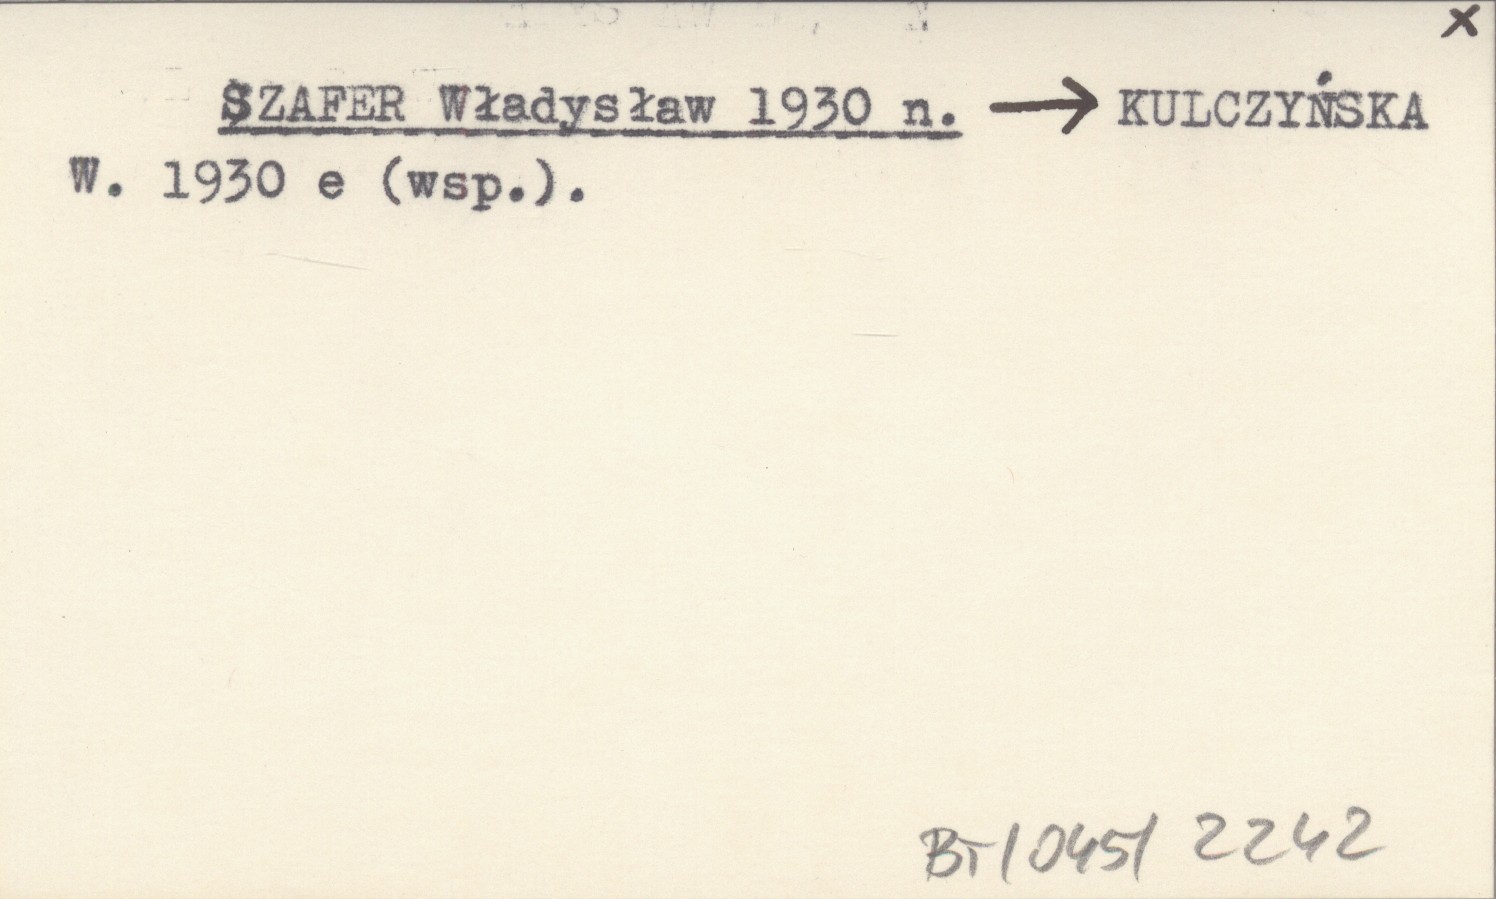 x
SZAFER Władysław 1930 n. → KULCZYŃSKA
W. 1930 e (wsp.).
BT/045/ 2242